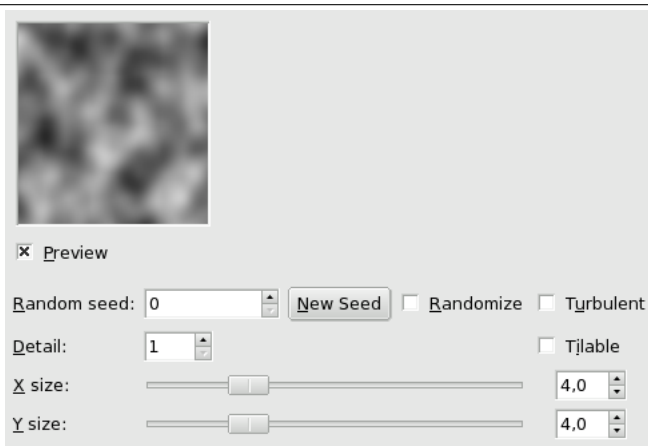 Preview
Random seed: 0 New Seed Randomize Turbulent
Detail: 1 Tilable
X size: 4,0
Y size: 4,0